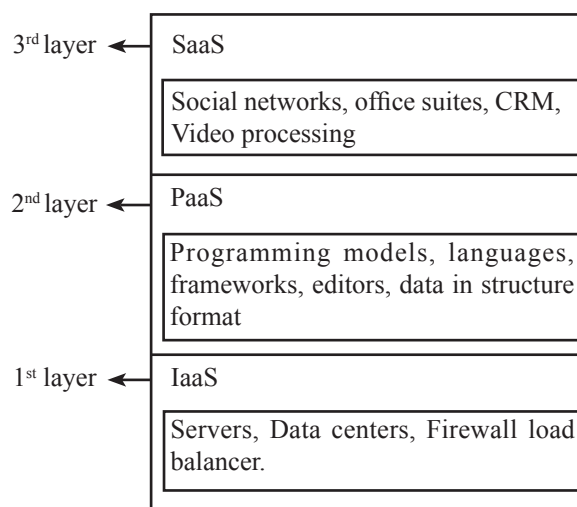 3rd layer
SaaS
Social networks, office suites, CRM,
Video processing
2nd layer
PaaS
Programming models, languages,
frameworks, editors, data in structure
format
1st layer
IaaS
Servers, Data centers, Firewall load
balancer.